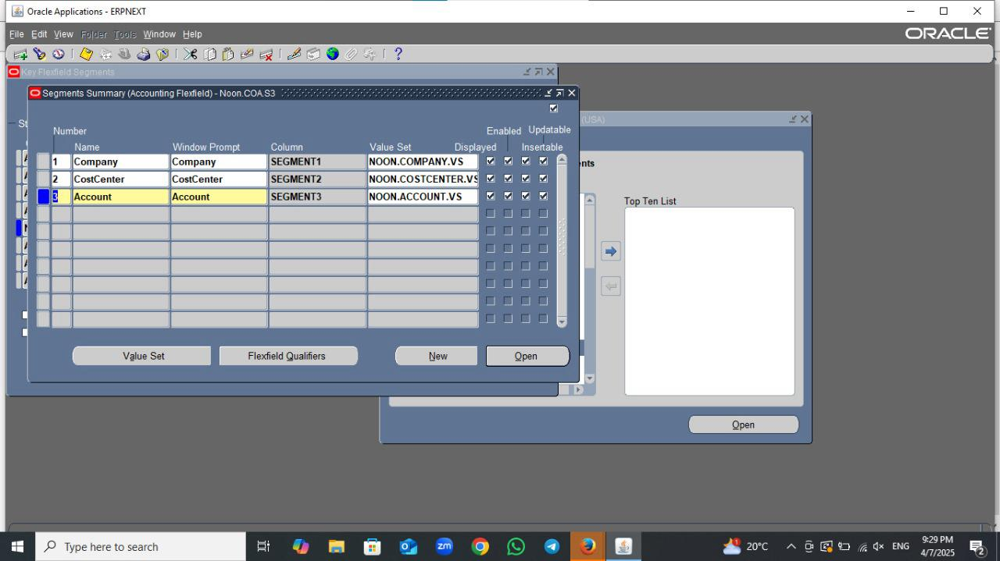 Oracle Applications - ERPNEXT
File Edit View Folder Tools Window Help
ORACLE
Key Flexfield Segments
Segments Summary (Accounting Flexfield) - Noon.COA.S3
(USA)
St
Number
Enabled Updatable
Name Window Prompt Column Value Set Displayed Insertable
1 Company Company SEGMENT1 NOON.COMPANY.VS
2 CostCenter CostCenter SEGMENT2 NOON.COSTCENTER.VS
3 Account Account SEGMENT3 NOON.ACCOUNT.VS
nts
Top Ten List
Value Set Flexfield Qualifiers New Open
Open
Type here to search
zm
1
20°C
ENG
9:29 PM
4/7/2025
2